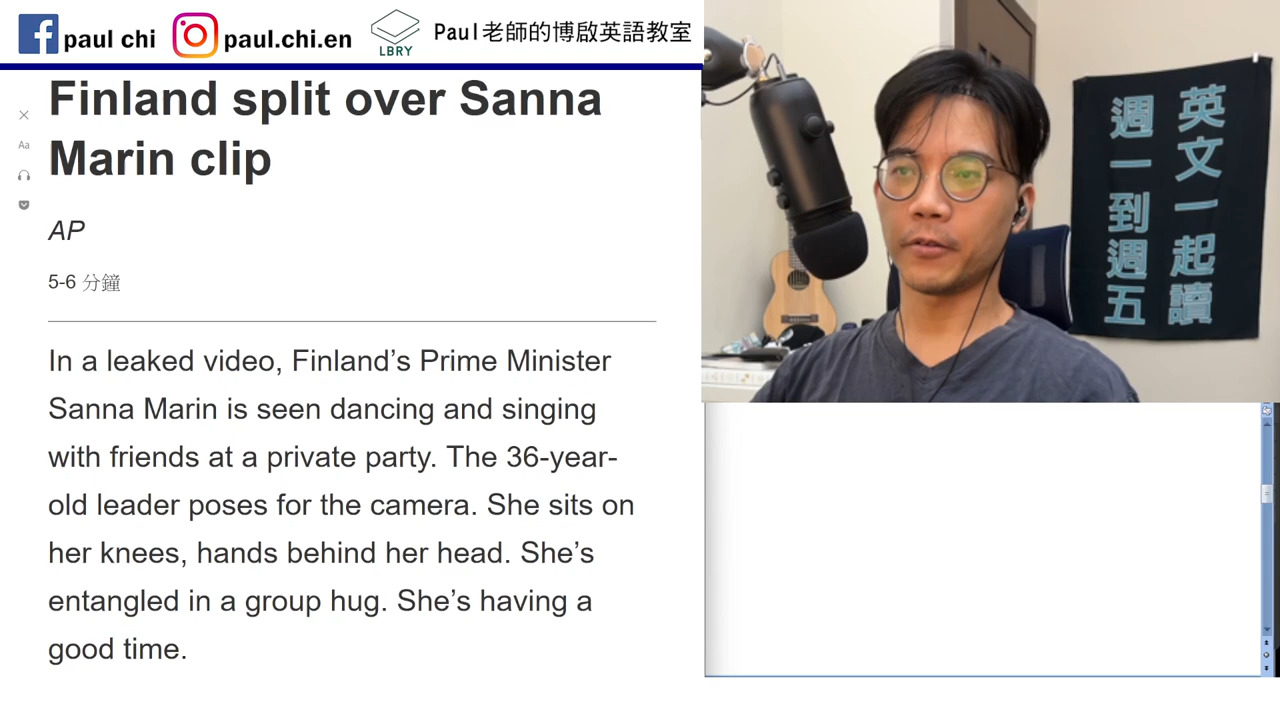 paul chi
paul.chi.en
LBRY
Paul老師的博啟英語教室
Finland split over Sanna
Marin clip
Aa
AP
5-6 分鐘
In a leaked video, Finland’s Prime Minister
Sanna Marin is seen dancing and singing
with friends at a private party. The 36-year-
old leader poses for the camera. She sits on
her knees, hands behind her head. She’s
entangled in a group hug. She’s having a
good time.
英文一起讀
週一到週五